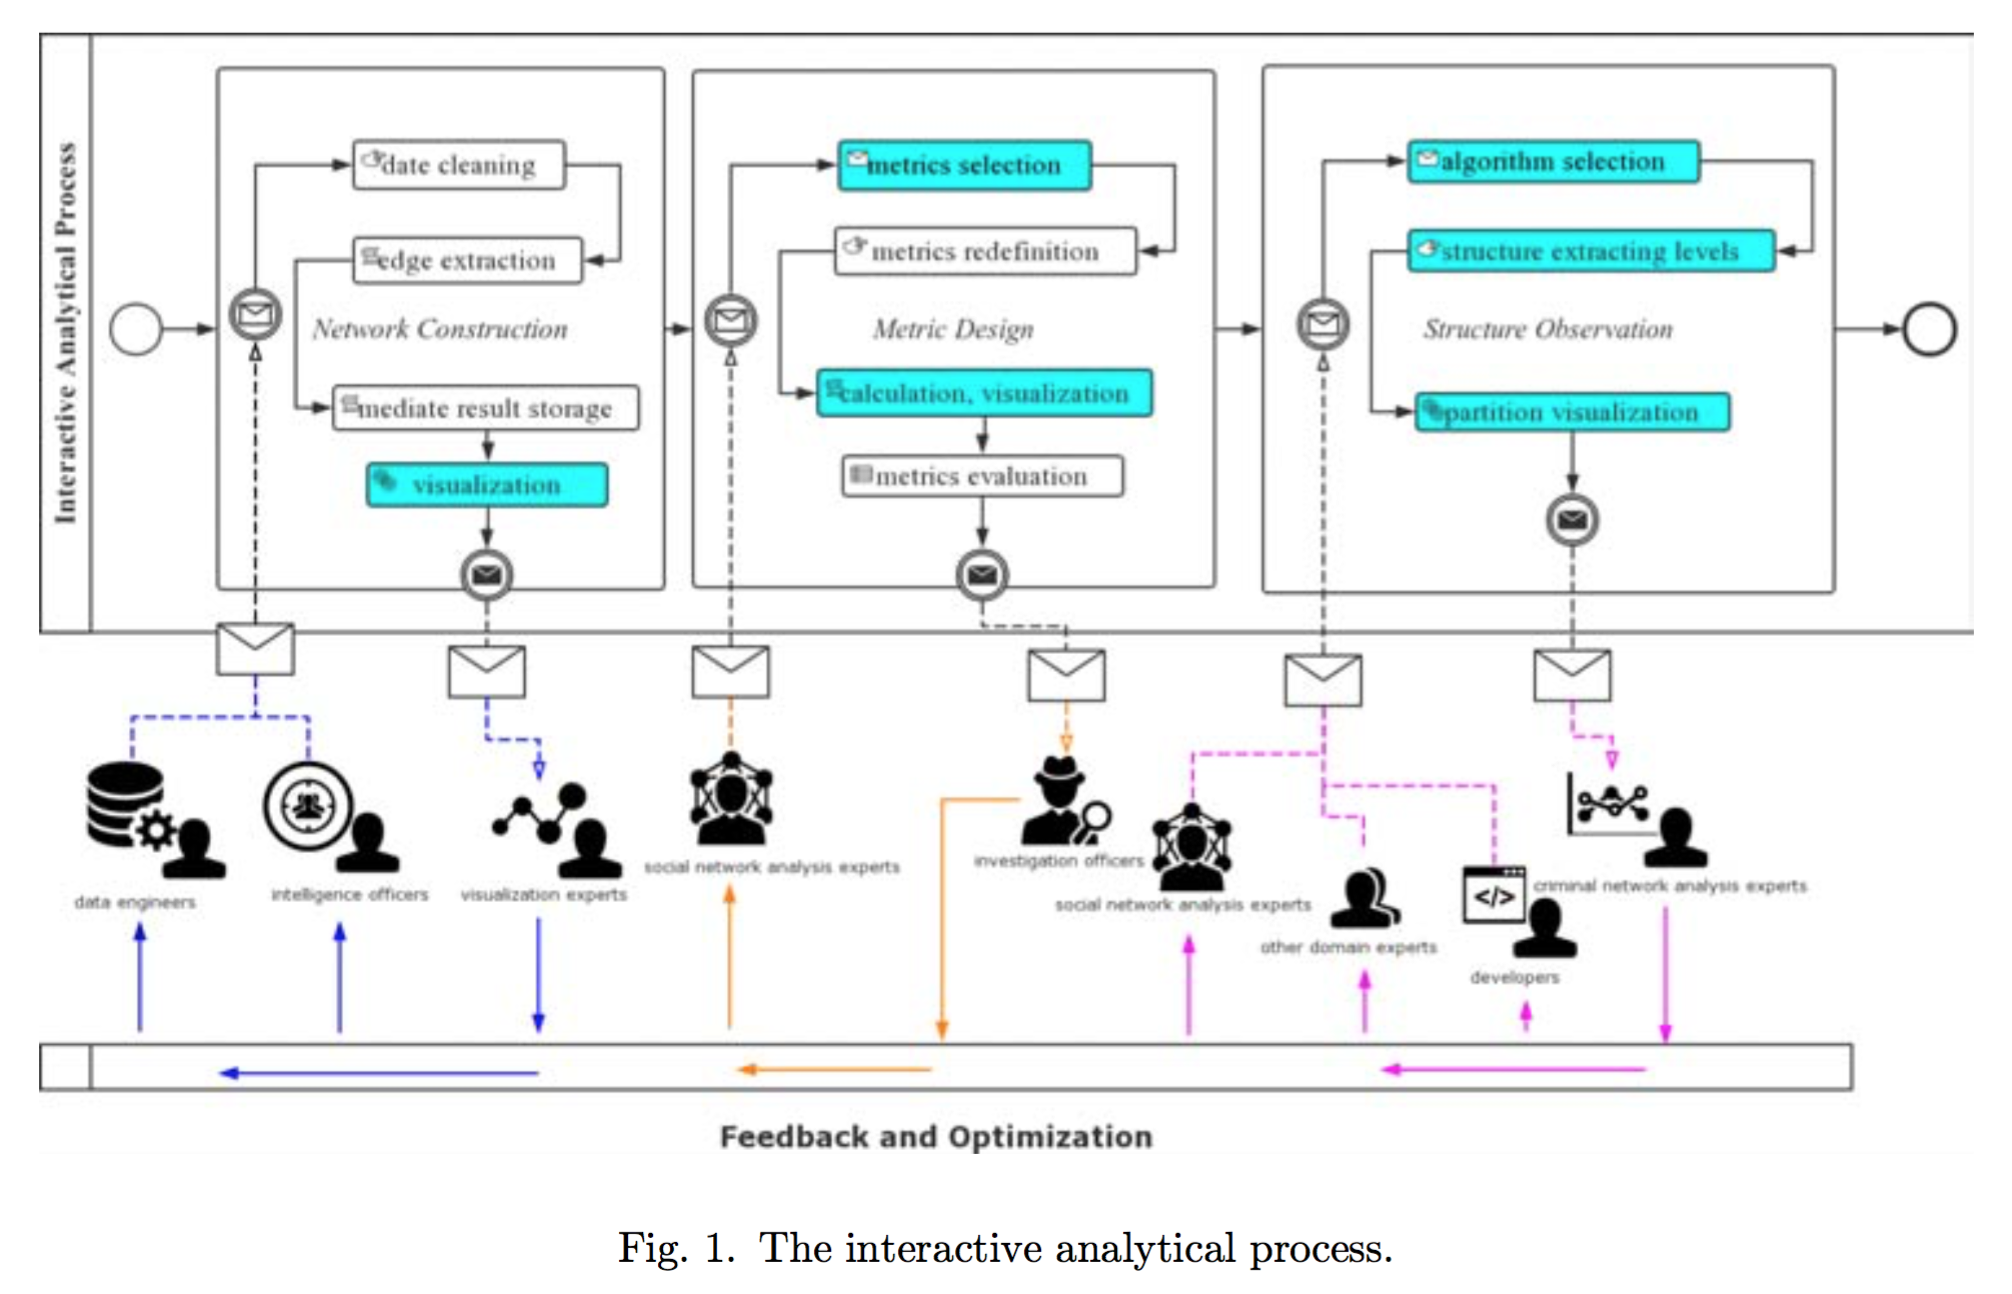 Interactive Analytical Process
date cleaning
edge extraction
Network Construction
mediate result storage
visualization
metrics selection
metrics redefinition
Metric Design
calculation, visualization
metrics evaluation
algorithm selection
structure extracting levels
Structure Observation
partition visualization
data engineers
intelligence officers
visualization experts
social network analysis experts
investigation officers
social network analysis experts
other domain experts
</>
developers
criminal network analysis experts
Feedback and Optimization
Fig. 1. The interactive analytical process.